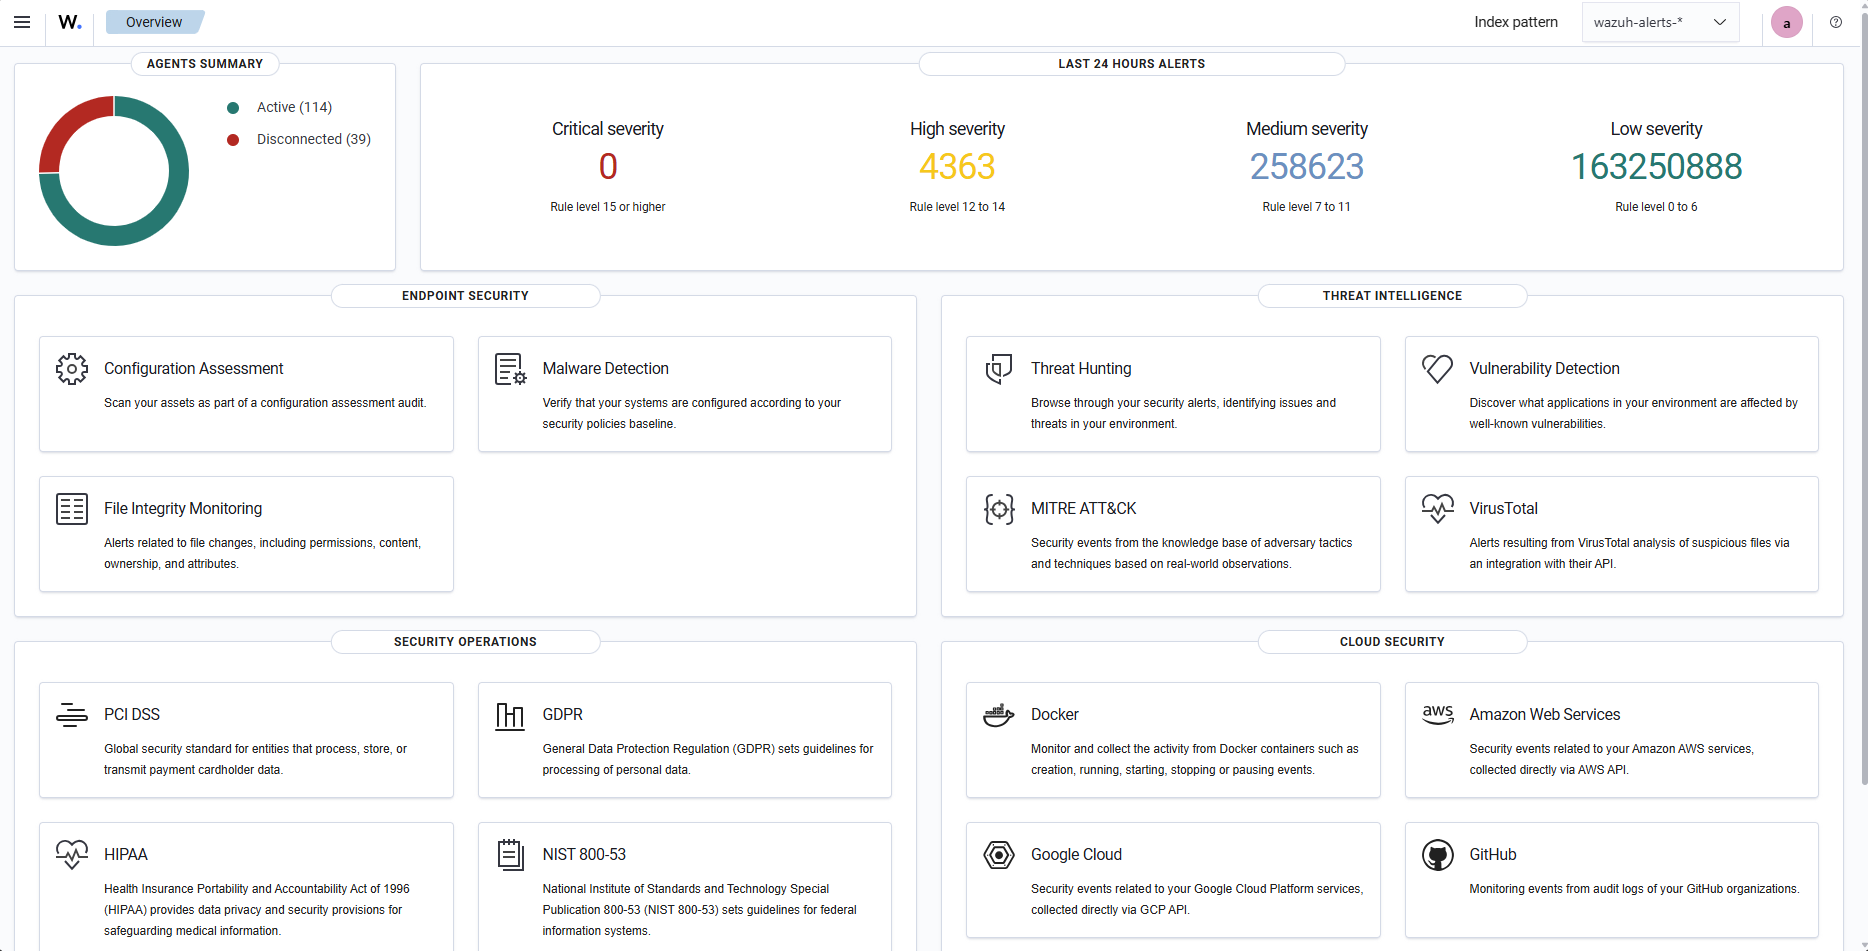 W.
Overview
Index pattern
wazuh-alerts-*
a
AGENTS SUMMARY
Active (114)
Disconnected (39)
LAST 24 HOURS ALERTS
Critical severity
0
Rule level 15 or higher
High severity
4363
Rule level 12 to 14
Medium severity
258623
Rule level 7 to 11
Low severity
163250888
Rule level 0 to 6
ENDPOINT SECURITY
Configuration Assessment
Scan your assets as part of a configuration assessment audit.
Malware Detection
Verify that your systems are configured according to your
security policies baseline.
File Integrity Monitoring
Alerts related to file changes, including permissions, content,
ownership, and attributes.
THREAT INTELLIGENCE
Threat Hunting
Browse through your security alerts, identifying issues and
threats in your environment.
Vulnerability Detection
Discover what applications in your environment are affected by
well-known vulnerabilities.
MITRE ATT&CK
Security events from the knowledge base of adversary tactics
and techniques based on real-world observations.
VirusTotal
Alerts resulting from VirusTotal analysis of suspicious files via
an integration with their API.
SECURITY OPERATIONS
PCI DSS
Global security standard for entities that process, store, or
transmit payment cardholder data.
GDPR
General Data Protection Regulation (GDPR) sets guidelines for
processing of personal data.
HIPAA
Health Insurance Portability and Accountability Act of 1996
(HIPAA) provides data privacy and security provisions for
safeguarding medical information.
NIST 800-53
National Institute of Standards and Technology Special
Publication 800-53 (NIST 800-53) sets guidelines for federal
information systems.
CLOUD SECURITY
Docker
Monitor and collect the activity from Docker containers such as
creation, running, starting, stopping or pausing events.
aws
Amazon Web Services
Security events related to your Amazon AWS services,
collected directly via AWS API.
Google Cloud
Security events related to your Google Cloud Platform services,
collected directly via GCP API.
GitHub
Monitoring events from audit logs of your GitHub organizations.